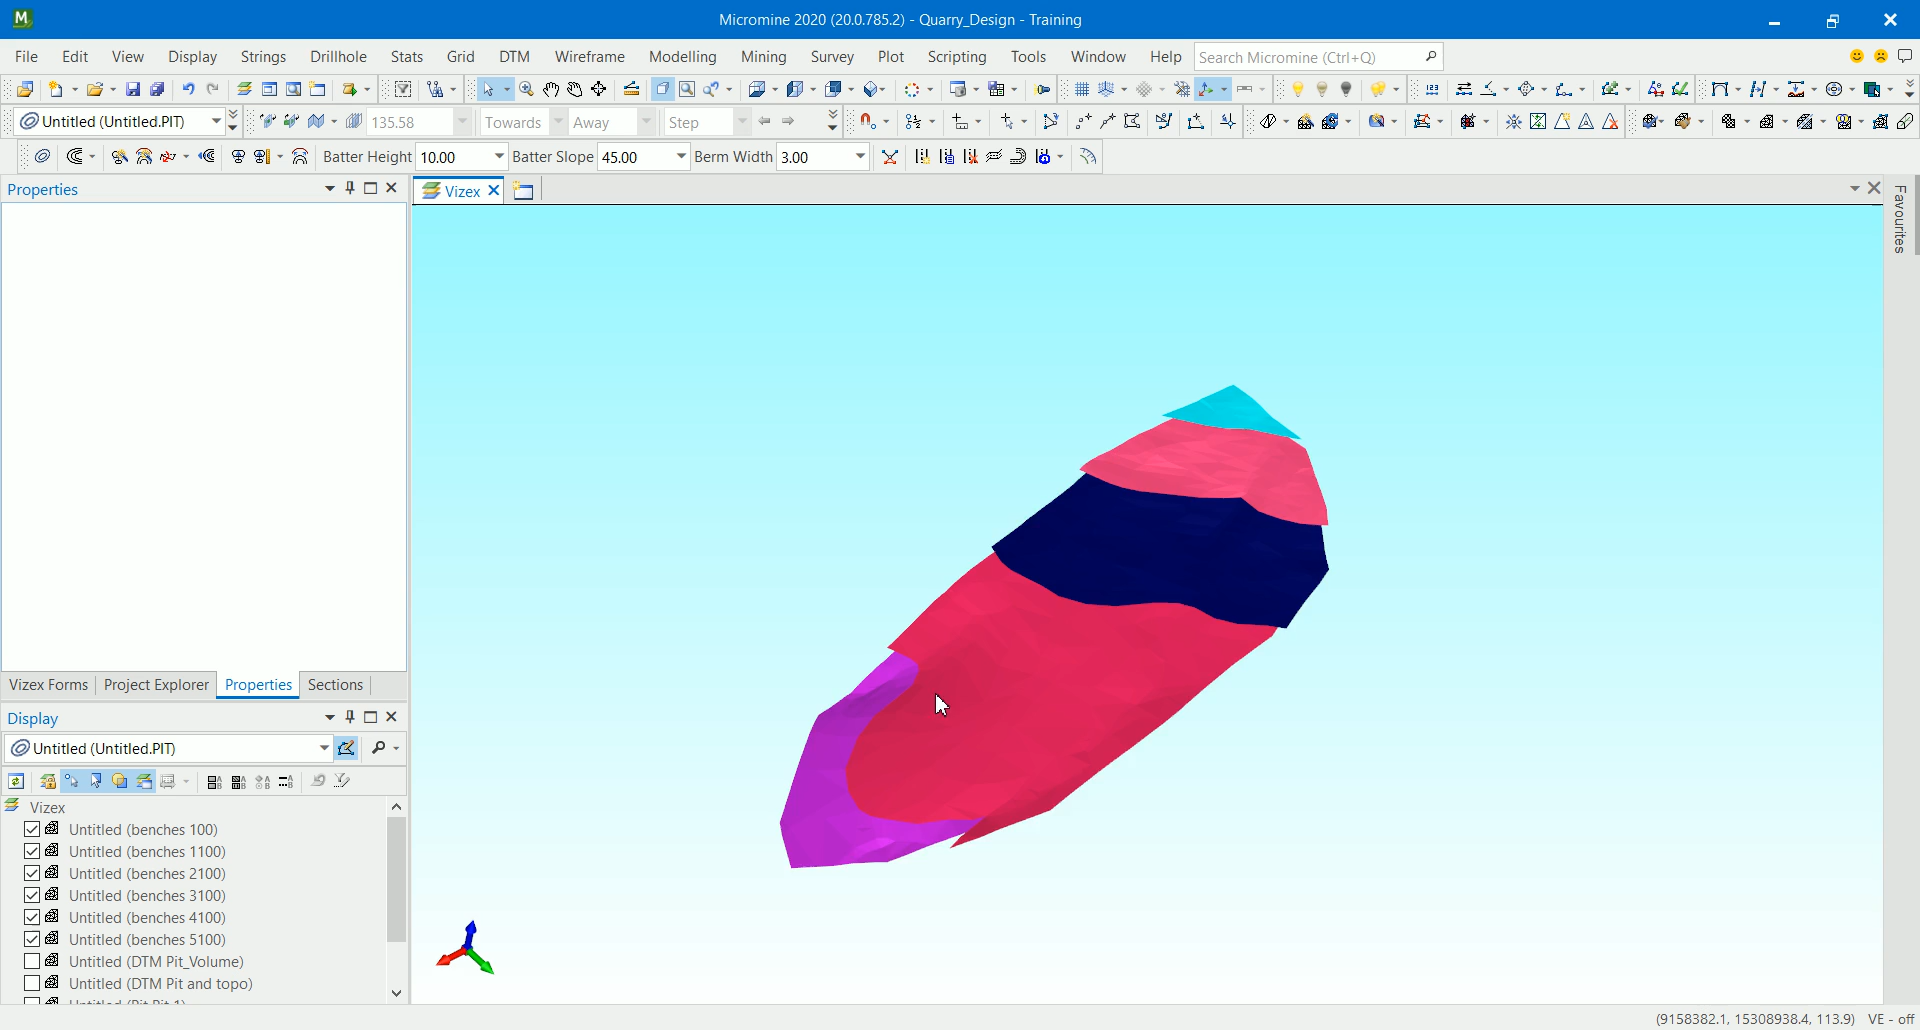 M
Micromine 2020 (20.0.785.2) - Quarry_Design - Training
File Edit View Display Strings Drillhole Stats Grid DTM Wireframe Modelling Mining Survey Plot Scripting Tools Window Help Search Micromine (Ctrl+Q)
Untitled (Untitled.PIT) 135.58 Towards Away Step
Batter Height 10.00 Batter Slope 45.00 Berm Width 3.00
Properties
Vizex
Favourites
Vizex Forms Project Explorer Properties Sections
Display
Untitled (Untitled.PIT)
Vizex
Untitled (benches 100)
Untitled (benches 1100)
Untitled (benches 2100)
Untitled (benches 3100)
Untitled (benches 4100)
Untitled (benches 5100)
Untitled (DTM Pit_Volume)
Untitled (DTM Pit and topo)
Untitled (Pit Pit 1)
(9158382.1, 15308938.4, 113.9) VE - off